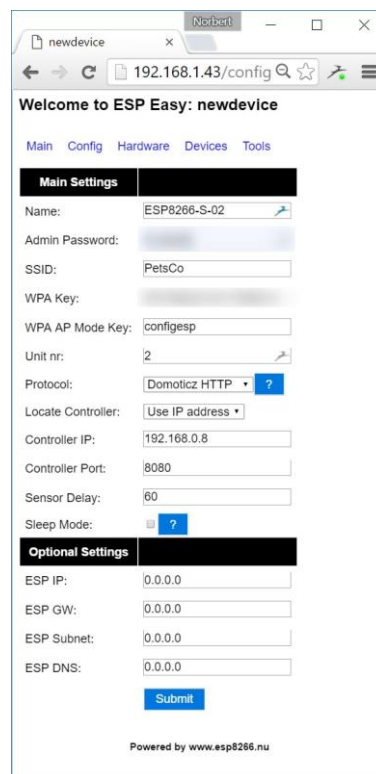 Norbert
newdevice
192.168.1.43/config
Welcome to ESP Easy: newdevice
Main Config Hardware Devices Tools
Main Settings
Name: ESP8266-S-02
Admin Password:
SSID: PetsCo
WPA Key:
WPA AP Mode Key: configesp
Unit nr: 2
Protocol: Domoticz HTTP ?
Locate Controller: Use IP address
Controller IP: 192.168.0.8
Controller Port: 8080
Sensor Delay: 60
Sleep Mode: ?
Optional Settings
ESP IP: 0.0.0.0
ESP GW: 0.0.0.0
ESP Subnet: 0.0.0.0
ESP DNS: 0.0.0.0
Submit
Powered by www.esp8266.nu